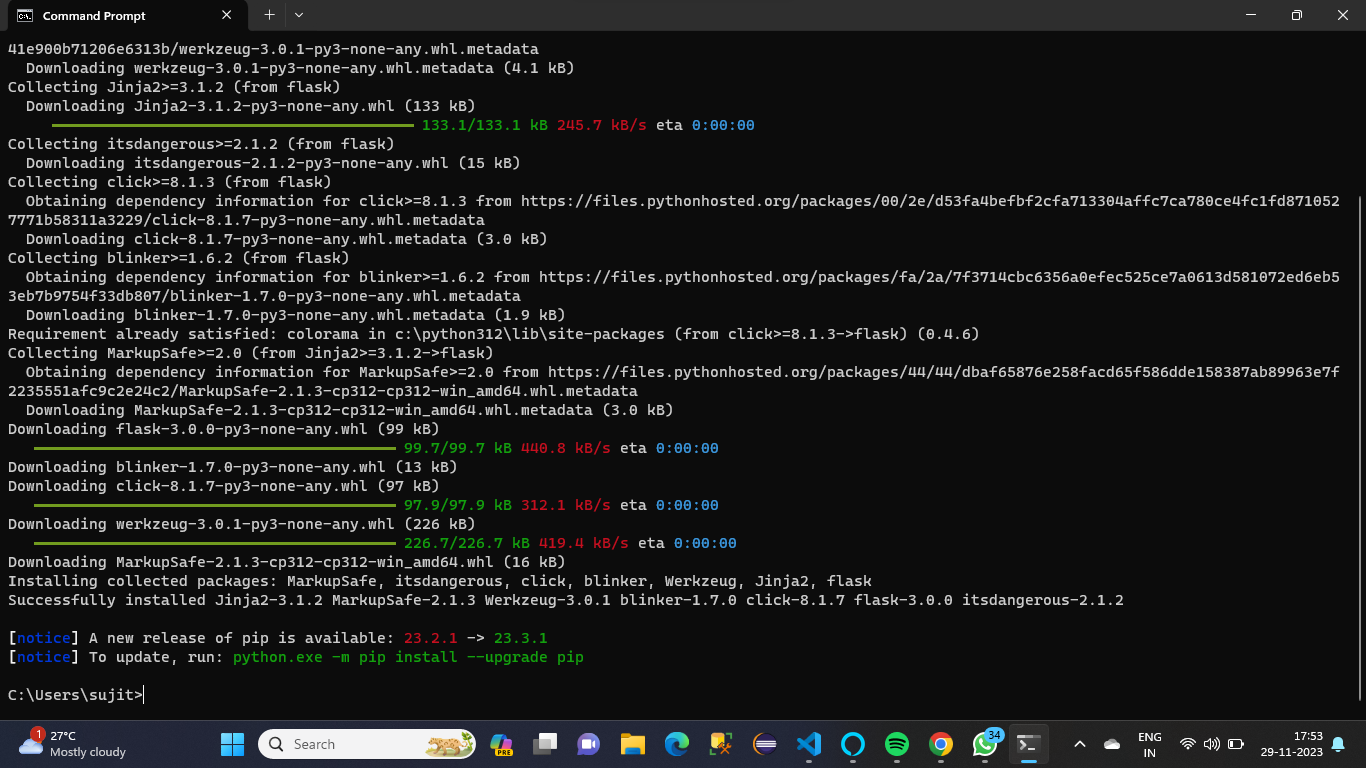 Command Prompt
41e900b71206e6313b/werkzeug-3.0.1-py3-none-any.whl.metadata
  Downloading werkzeug-3.0.1-py3-none-any.whl.metadata (4.1 kB)
Collecting Jinja2>=3.1.2 (from flask)
  Downloading Jinja2-3.1.2-py3-none-any.whl (133 kB)
133.1/133.1 kB 245.7 kB/s eta 0:00:00
Collecting itsdangerous>=2.1.2 (from flask)
  Downloading itsdangerous-2.1.2-py3-none-any.whl (15 kB)
Collecting click>=8.1.3 (from flask)
  Obtaining dependency information for click>=8.1.3 from https://files.pythonhosted.org/packages/00/2e/d53fa4befbf2cfa713304affc7ca780ce4fc1fd871052
7771b58311a3229/click-8.1.7-py3-none-any.whl.metadata
  Downloading click-8.1.7-py3-none-any.whl.metadata (3.0 kB)
Collecting blinker>=1.6.2 (from flask)
  Obtaining dependency information for blinker>=1.6.2 from https://files.pythonhosted.org/packages/fa/2a/7f3714cbc6356a0efec525ce7a0613d581072ed6eb5
3eb7b9754f33db807/blinker-1.7.0-py3-none-any.whl.metadata
  Downloading blinker-1.7.0-py3-none-any.whl.metadata (1.9 kB)
Requirement already satisfied: colorama in c:\python312\lib\site-packages (from click>=8.1.3->flask) (0.4.6)
Collecting MarkupSafe>=2.0 (from Jinja2>=3.1.2->flask)
  Obtaining dependency information for MarkupSafe>=2.0 from https://files.pythonhosted.org/packages/44/44/dbaf65876e258facd65f586dde158387ab89963e7f
2235551afc9c2e24c2/MarkupSafe-2.1.3-cp312-cp312-win_amd64.whl.metadata
  Downloading MarkupSafe-2.1.3-cp312-cp312-win_amd64.whl.metadata (3.0 kB)
Downloading flask-3.0.0-py3-none-any.whl (99 kB)
99.7/99.7 kB 440.8 kB/s eta 0:00:00
Downloading blinker-1.7.0-py3-none-any.whl (13 kB)
Downloading click-8.1.7-py3-none-any.whl (97 kB)
97.9/97.9 kB 312.1 kB/s eta 0:00:00
Downloading werkzeug-3.0.1-py3-none-any.whl (226 kB)
226.7/226.7 kB 419.4 kB/s eta 0:00:00
Downloading MarkupSafe-2.1.3-cp312-cp312-win_amd64.whl (16 kB)
Installing collected packages: MarkupSafe, itsdangerous, click, blinker, Werkzeug, Jinja2, flask
Successfully installed Jinja2-3.1.2 MarkupSafe-2.1.3 Werkzeug-3.0.1 blinker-1.7.0 click-8.1.7 flask-3.0.0 itsdangerous-2.1.2
[notice] A new release of pip is available: 23.2.1 -> 23.3.1
[notice] To update, run: python.exe -m pip install --upgrade pip
C:\Users\sujit>
1
27°C
Mostly cloudy
Search
PRE
34
ENG
IN
17:53
29-11-2023